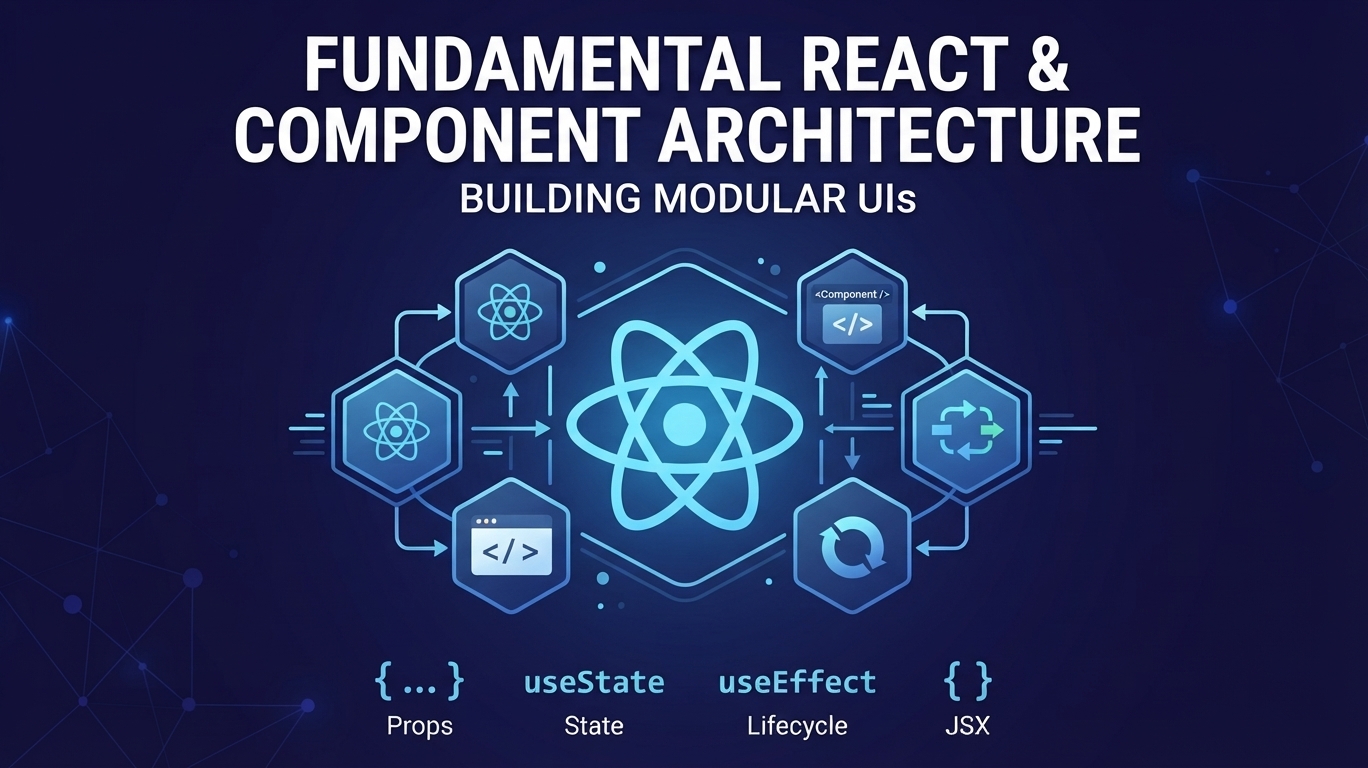 FUNDAMENTAL REACT &
COMPONENT ARCHITECTURE
BUILDING MODULAR UIs
<Component />
</>
</>
{...} useState useEffect { }
Props State Lifecycle JSX